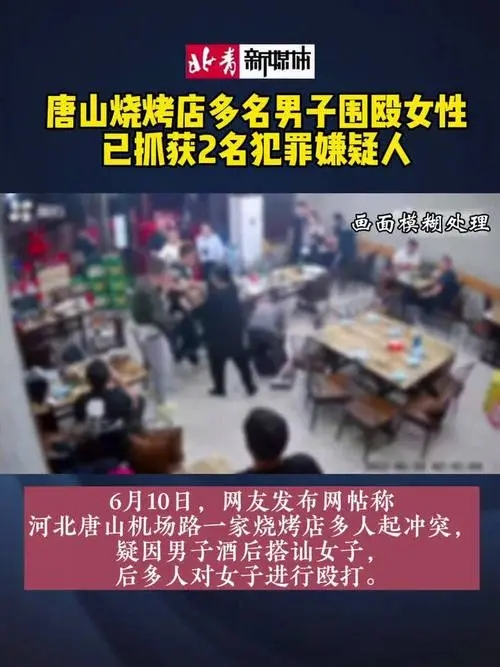 北青 新媒体
唐山烧烤店多名男子围殴女性
已抓获2名犯罪嫌疑人
画面模糊处理
6月10日，网友发布网帖称
河北唐山机场路一家烧烤店多人起冲突，
疑因男子酒后搭讪女子，
后多人对女子进行殴打。